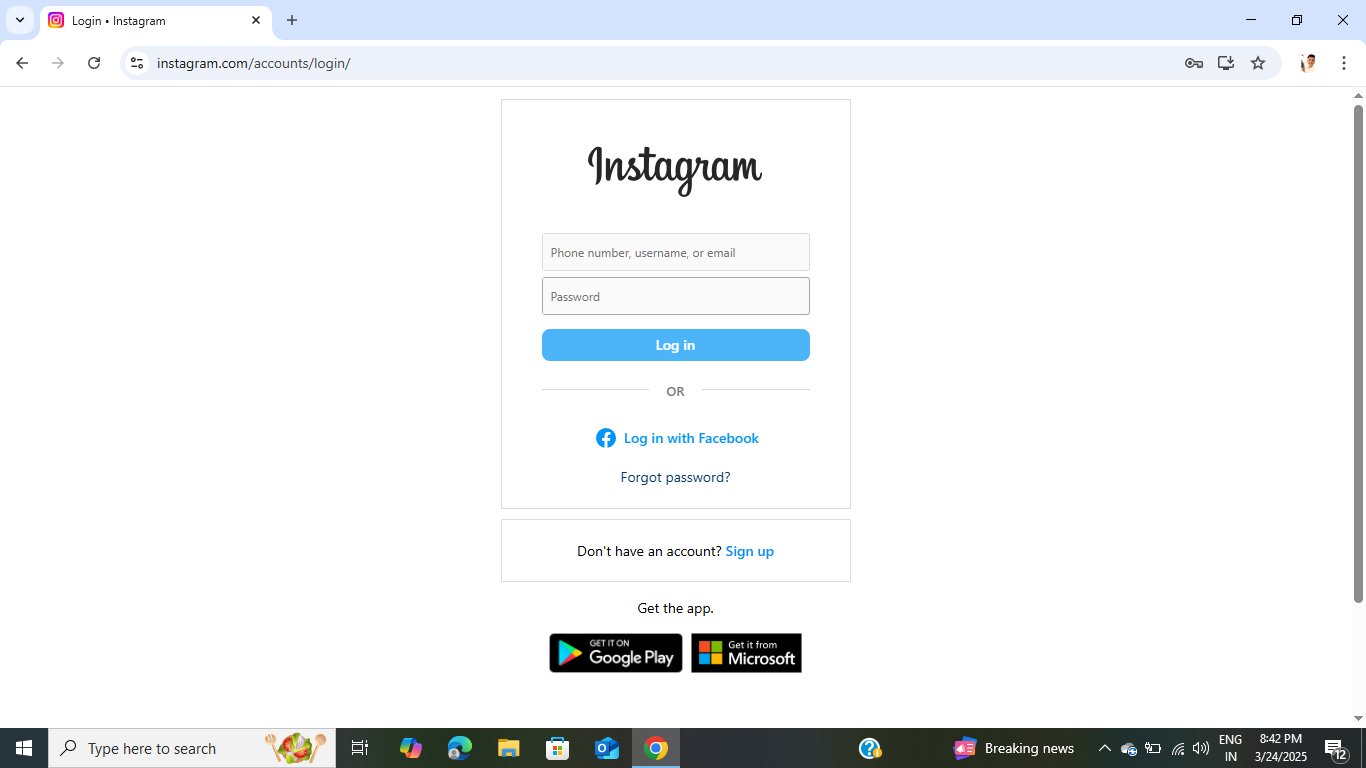 Login • Instagram
instagram.com/accounts/login/
Instagram
Phone number, username, or email
Password
Log in
OR
Log in with Facebook
Forgot password?
Don't have an account? Sign up
Get the app.
GET IT ON
Google Play
Get it from
Microsoft
Type here to search
Breaking news
ENG
IN
8:42 PM
3/24/2025
12